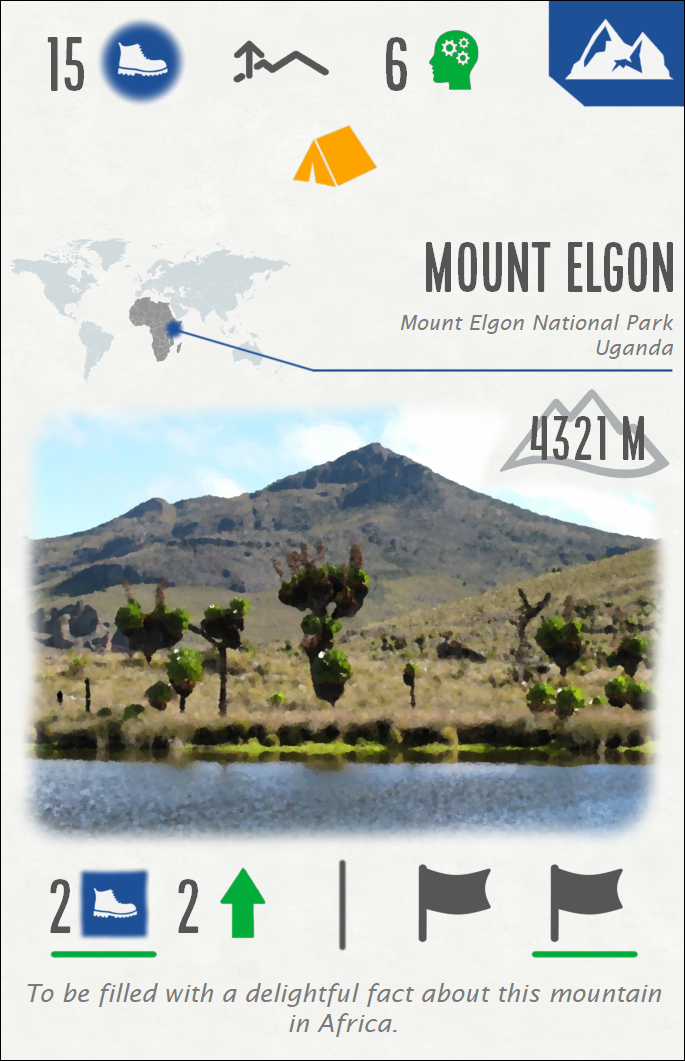 15 6
MOUNT ELGON
Mount Elgon National Park
Uganda
4321 M
2 2
To be filled with a delightful fact about this mountain
in Africa.